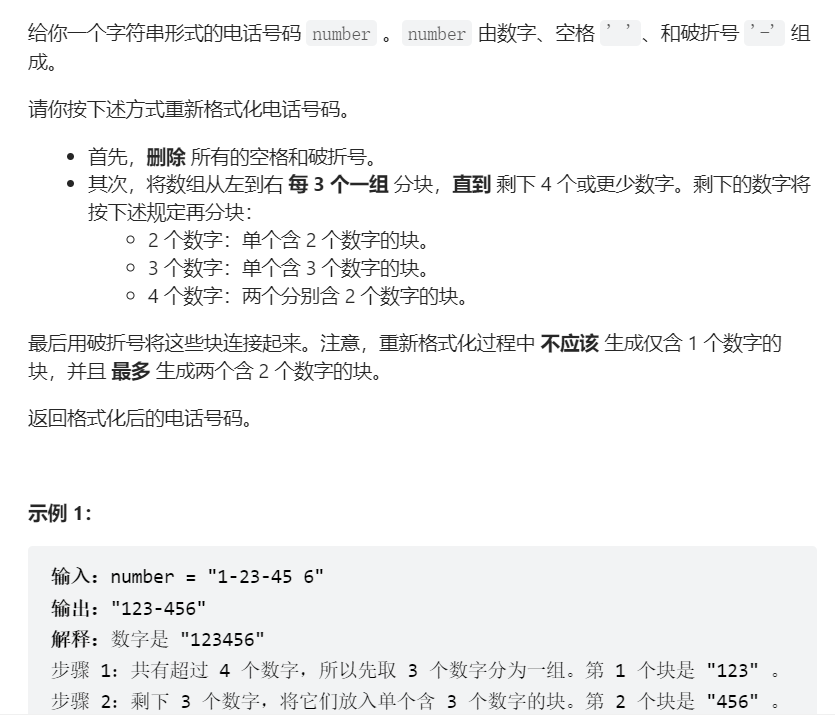 给你一个字符串形式的电话号码 number 。number 由数字、空格 ' '、和破折号 '-' 组
成。
请你按下述方式重新格式化电话号码。
• 首先，删除 所有的空格和破折号。
• 其次，将数组从左到右 每 3 个一组 分块，直到 剩下 4 个或更少数字。剩下的数字将
按下述规定再分块：
◦ 2 个数字：单个含 2 个数字的块。
◦ 3 个数字：单个含 3 个数字的块。
◦ 4 个数字：两个分别含 2 个数字的块。
最后用破折号将这些块连接起来。注意，重新格式化过程中 不应该 生成仅含 1 个数字的
块，并且 最多 生成两个含 2 个数字的块。
返回格式化后的电话号码。
示例 1：
输入：number = "1-23-45 6"
输出："123-456"
解释：数字是 "123456"
步骤 1：共有超过 4 个数字，所以先取 3 个数字分为一组。第 1 个块是 "123" 。
步骤 2：剩下 3 个数字，将它们放入单个含 3 个数字的块。第 2 个块是 "456" 。